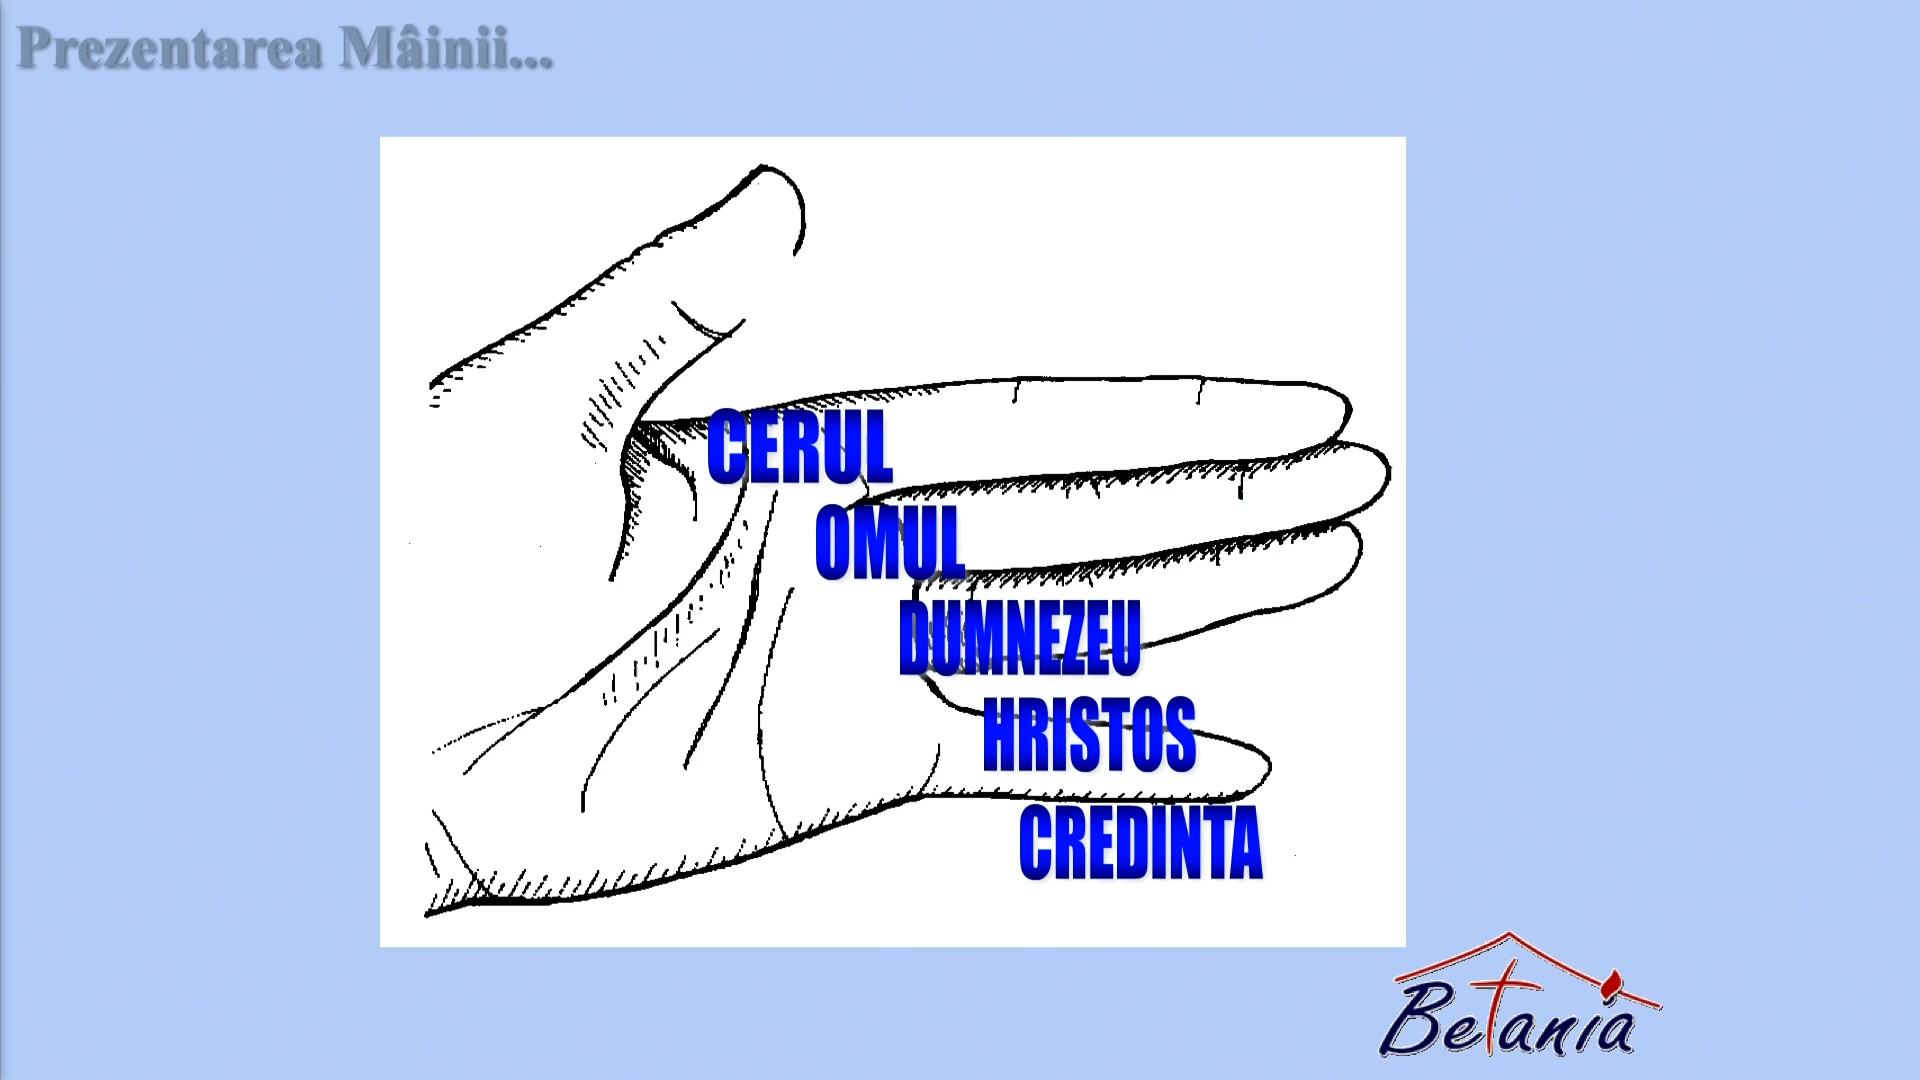 Prezentarea Mâinii...
CERUL
OMUL
DUMNEZEU
HRISTOS
CREDINTA
Betania